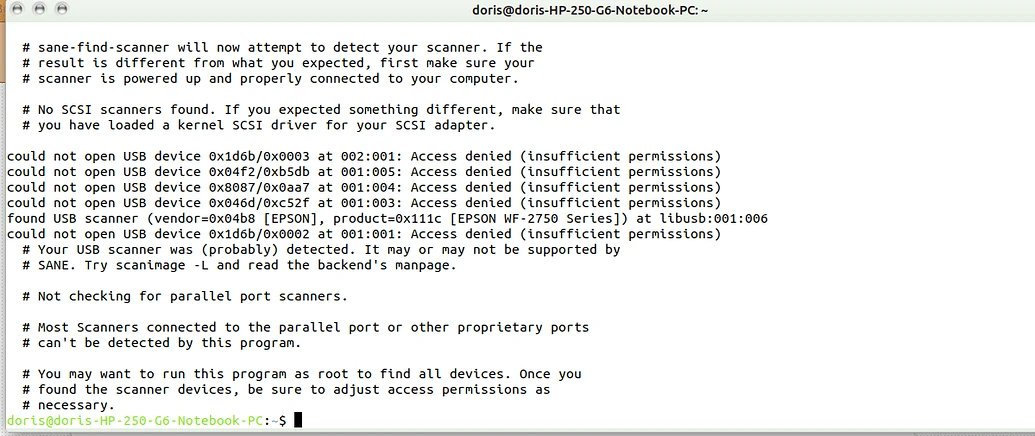 doris@doris-HP-250-G6-Notebook-PC: ~
# sane-find-scanner will now attempt to detect your scanner. If the
# result is different from what you expected, first make sure your
# scanner is powered up and properly connected to your computer.
# No SCSI scanners found. If you expected something different, make sure that
# you have loaded a kernel SCSI driver for your SCSI adapter.
could not open USB device 0x1d6b/0x0003 at 002:001: Access denied (insufficient permissions)
could not open USB device 0x04f2/0xb5db at 001:005: Access denied (insufficient permissions)
could not open USB device 0x8087/0x0aa7 at 001:004: Access denied (insufficient permissions)
could not open USB device 0x046d/0xc52f at 001:003: Access denied (insufficient permissions)
found USB scanner (vendor=0x04b8 [EPSON], product=0x111c [EPSON WF-2750 Series]) at libusb:001:006
could not open USB device 0x1d6b/0x0002 at 001:001: Access denied (insufficient permissions)
# Your USB scanner was (probably) detected. It may or may not be supported by
# SANE. Try scanimage -L and read the backend's manpage.
# Not checking for parallel port scanners.
# Most Scanners connected to the parallel port or other proprietary ports
# can't be detected by this program.
# You may want to run this program as root to find all devices. Once you
# found the scanner devices, be sure to adjust access permissions as
# necessary.
doris@doris-HP-250-G6-Notebook-PC:~$